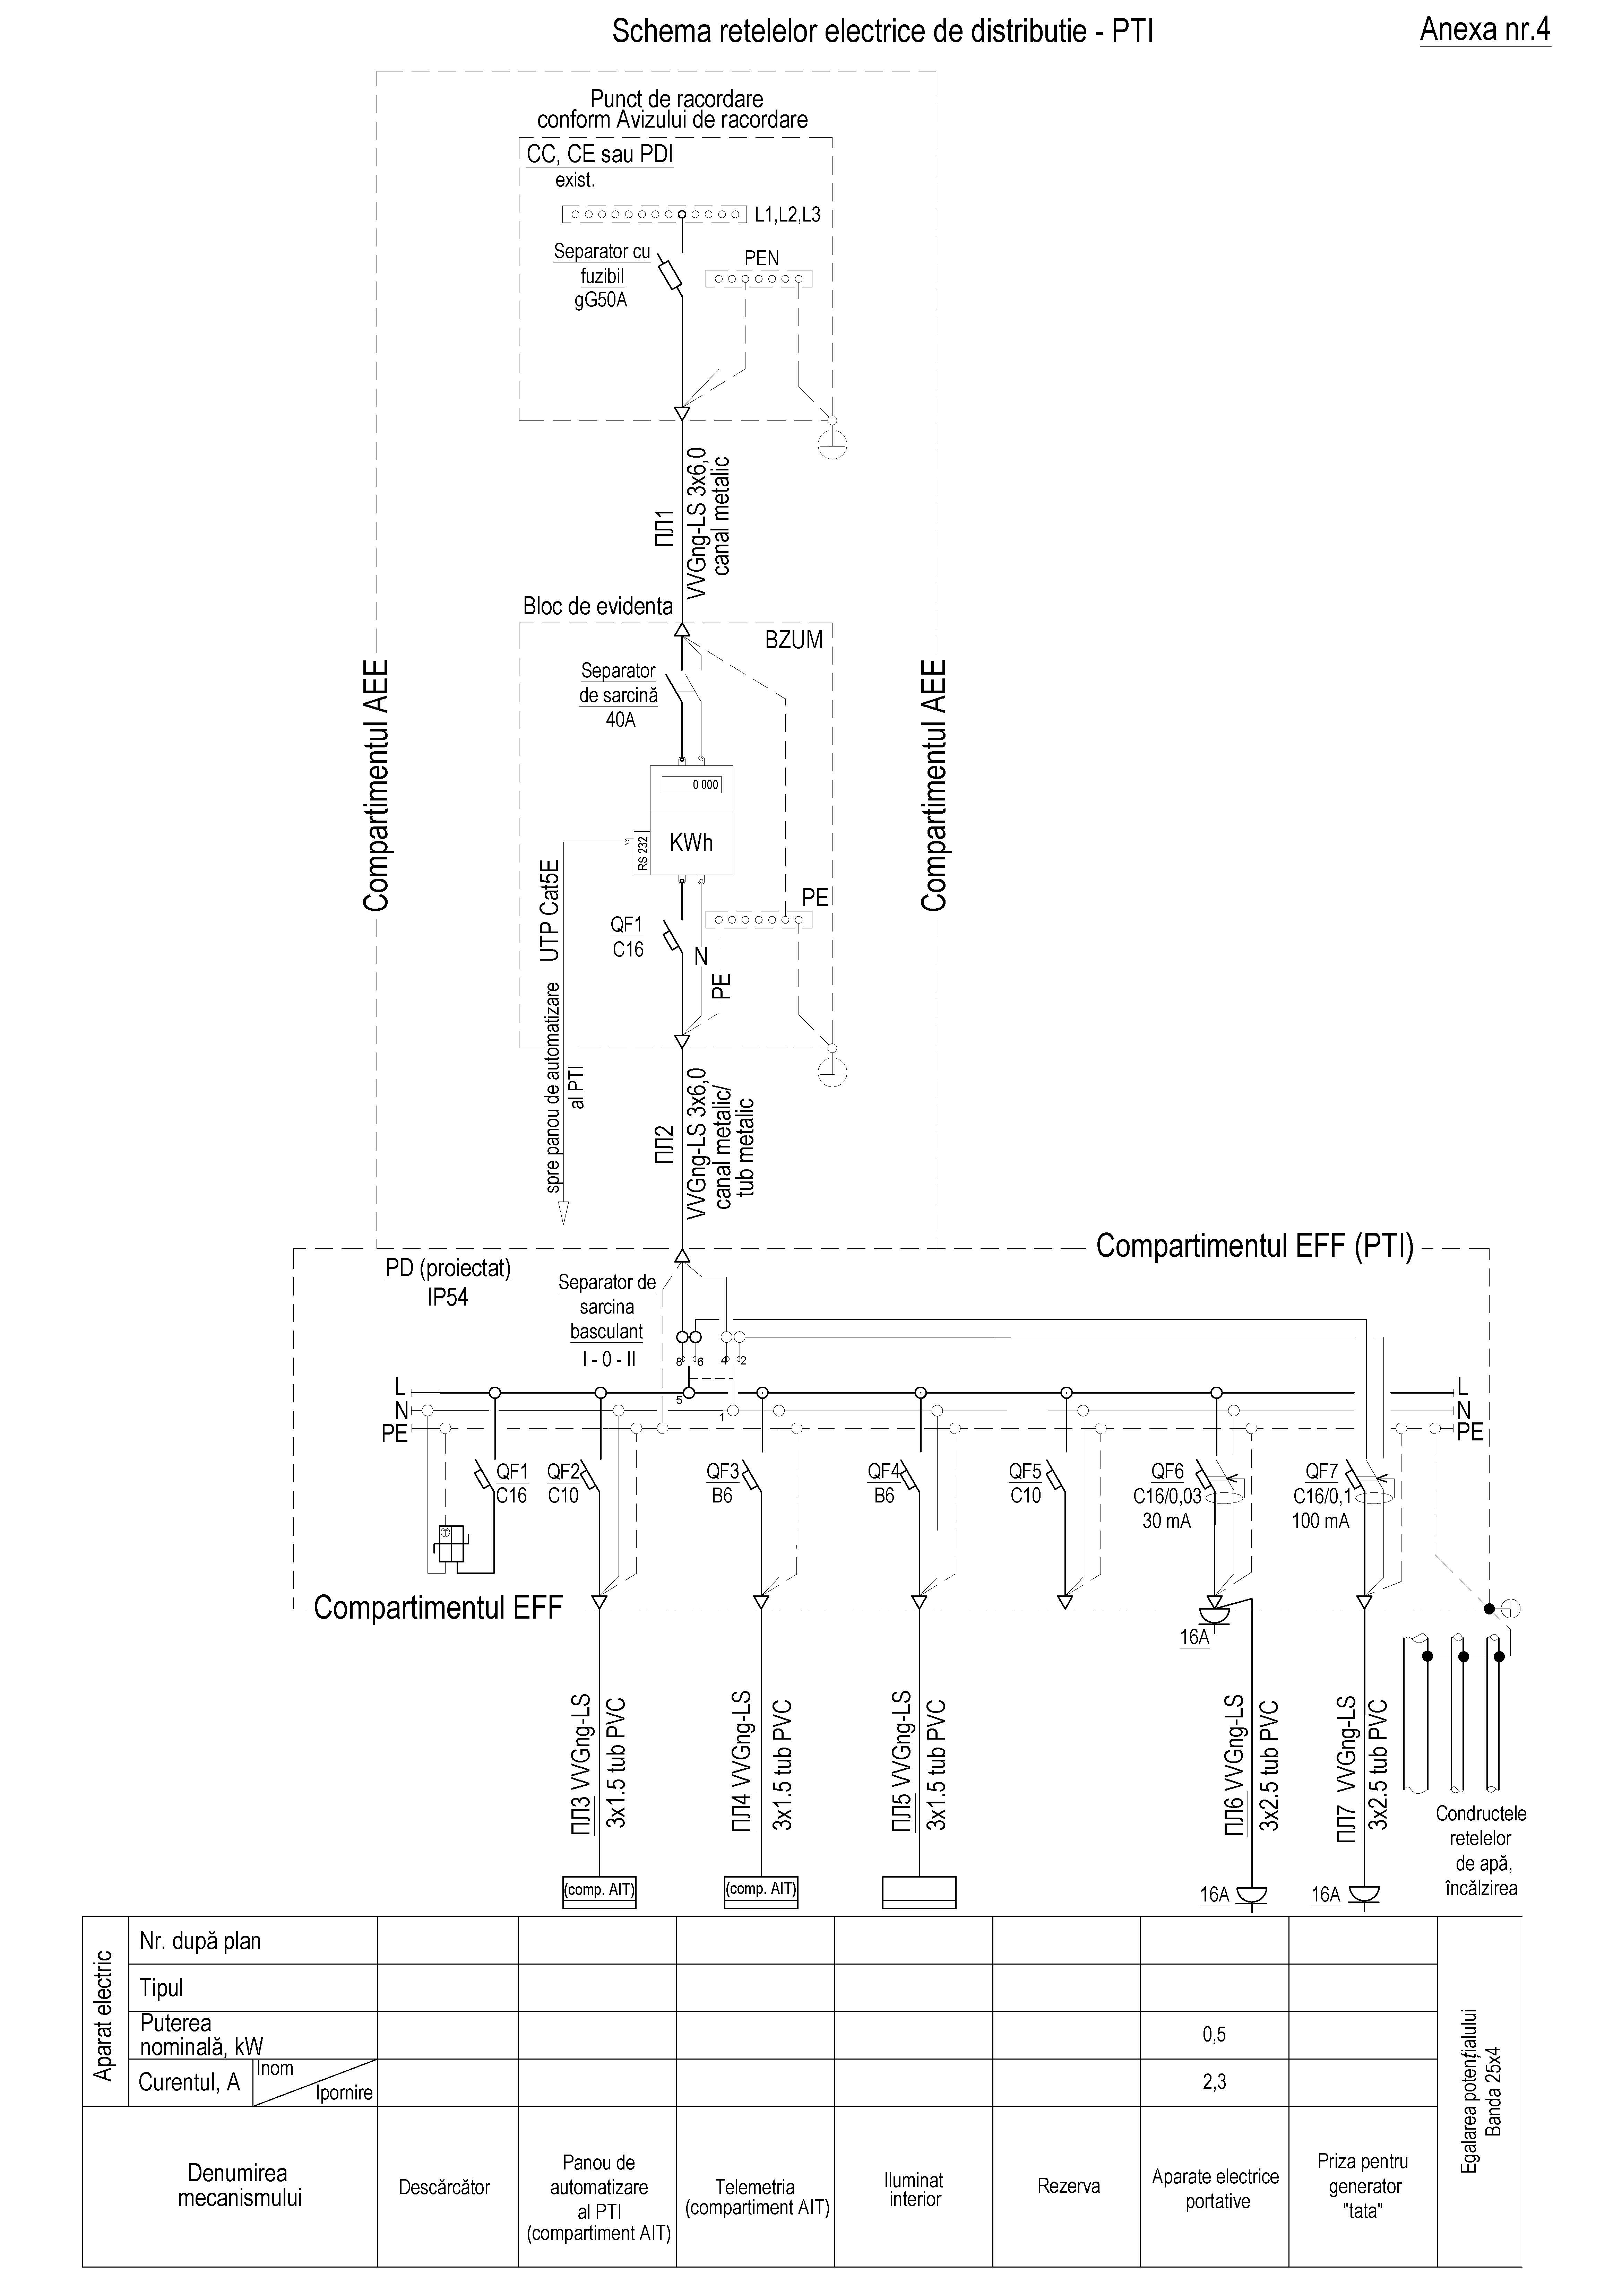 Schema retelelor electrice de distributie - PTI
Anexa nr.4
Punct de racordare
conform Avizului de racordare
CC, CE sau PDI
exist.
L1,L2,L3
Separator cu
fuzibil
gG50A
PEN
ПЛ1
VVGng-LS 3x6,0
canal metalic
Bloc de evidenta
BZUM
Separator
de sarcină
40A
Compartimentul AEE
Compartimentul AEE
0 000
KWh
RS 232
UTP Cat5E
spre panou de automatizare
al PTI
QF1
C16
N
PE
PE
ПЛ2
VVGng-LS 3x6,0
canal metalic/
tub metalic
Compartimentul EFF (PTI)
PD (proiectat)
IP54
Separator de
sarcina
basculant
I - 0 - II
8
6
4
2
5
1
L
N
PE
L
N
PE
QF1
C16
QF2
C10
QF3
B6
QF4
B6
QF5
C10
QF6
C16/0,03
30 mA
QF7
C16/0,1
100 mA
Compartimentul EFF
16A
ПЛ3 VVGng-LS
3x1.5 tub PVC
ПЛ4 VVGng-LS
3x1.5 tub PVC
ПЛ5 VVGng-LS
3x1.5 tub PVC
ПЛ6 VVGng-LS
3x2.5 tub PVC
ПЛ7 VVGng-LS
3x2.5 tub PVC
Condructele
retelelor
de apă,
încălzirea
(comp. AIT)
(comp. AIT)
16A
16A
Aparat electric
Nr. după plan
Tipul
Puterea
nominală, kW
0,5
Curentul, A
Inom
Ipornire
2,3
Denumirea
mecanismului
Descărcător
Panou de
automatizare
al PTI
(compartiment AIT)
Telemetria
(compartiment AIT)
Iluminat
interior
Rezerva
Aparate electrice
portative
Priza pentru
generator
"tata"
Egalarea potențialului
Banda 25x4